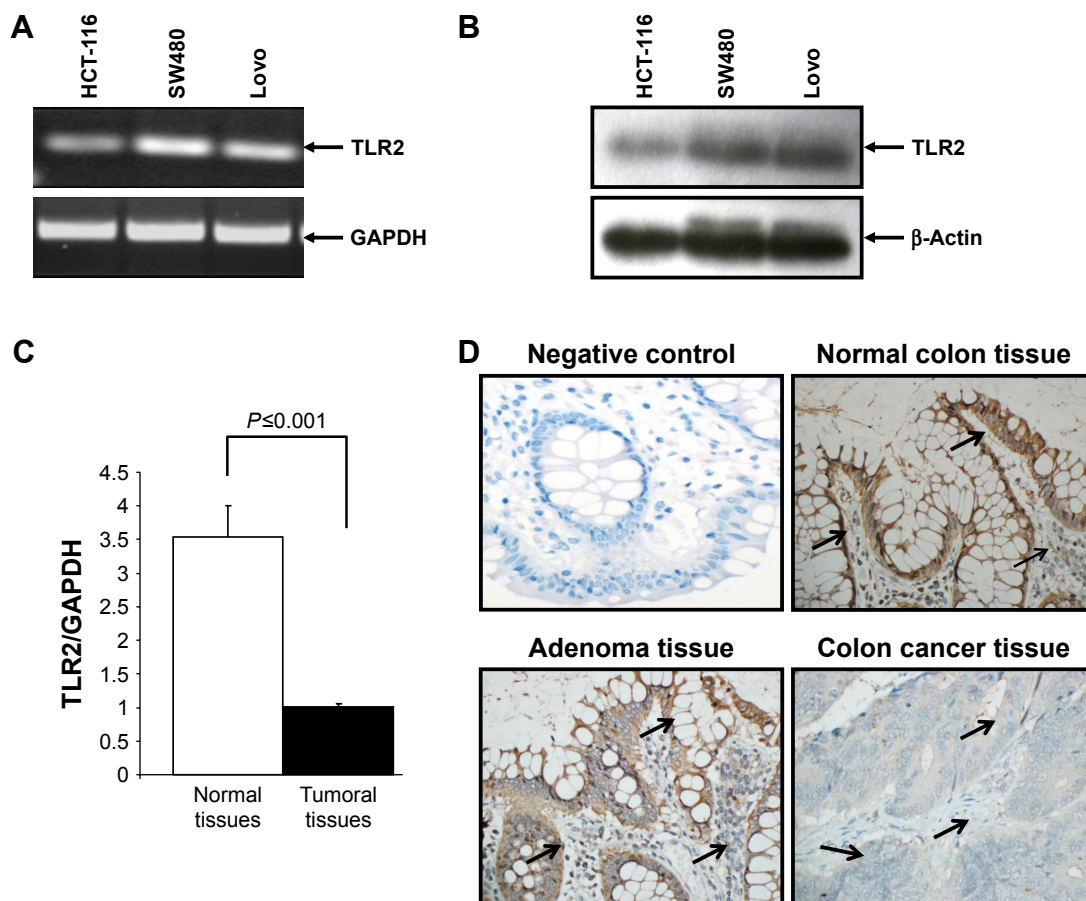 A
HCT-116
SW480
Lovo
TLR2
GAPDH
B
HCT-116
SW480
Lovo
TLR2
β-Actin
C
P≤0.001
4.5
4
3.5
3
2.5
2
1.5
1
0.5
0
TLR2/GAPDH
Normal
tissues
Tumoral
tissues
D
Negative control
Normal colon tissue
Adenoma tissue
Colon cancer tissue